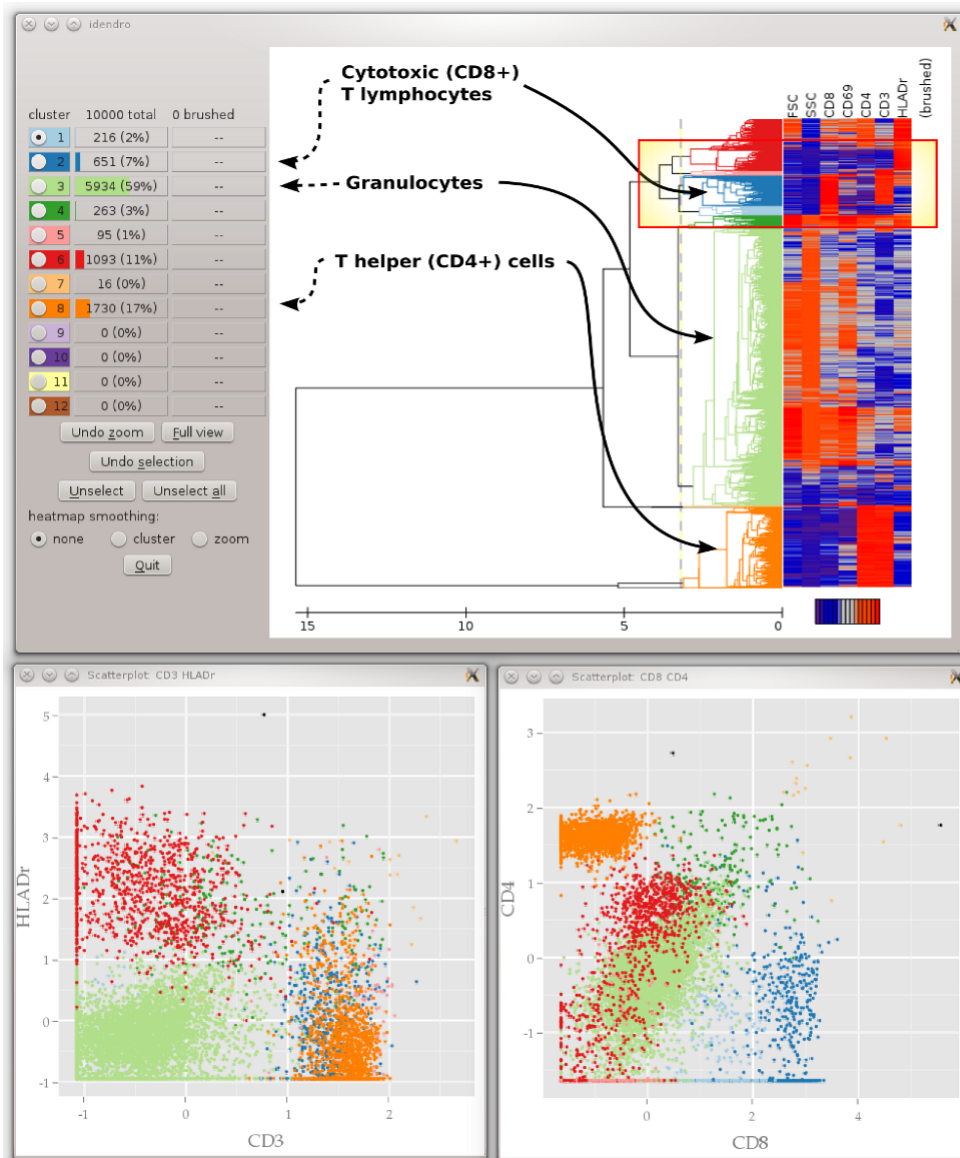 idendro
Cytotoxic (CD8+)
T lymphocytes
Granulocytes
T helper (CD4+) cells
cluster 10000 total 0 brushed
1 216 (2%) --
2 651 (7%) --
3 5934 (59%) --
4 263 (3%) --
5 95 (1%) --
6 1093 (11%) --
7 16 (0%) --
8 1730 (17%) --
9 0 (0%) --
10 0 (0%) --
11 0 (0%) --
12 0 (0%) --
Undo zoom Full view
Undo selection
Unselect Unselect all
heatmap smoothing:
none cluster zoom
Quit
FSC SSC CD8 CD69 CD4 CD3 HLADr (brushed)
15 10 5 0
Scatterplot: CD3 HLADr
5
4
3
2
1
0
-1
HLADr
-1 0 1 2
CD3
Scatterplot: CD8 CD4
3
2
1
0
-1
CD4
0 2 4
CD8